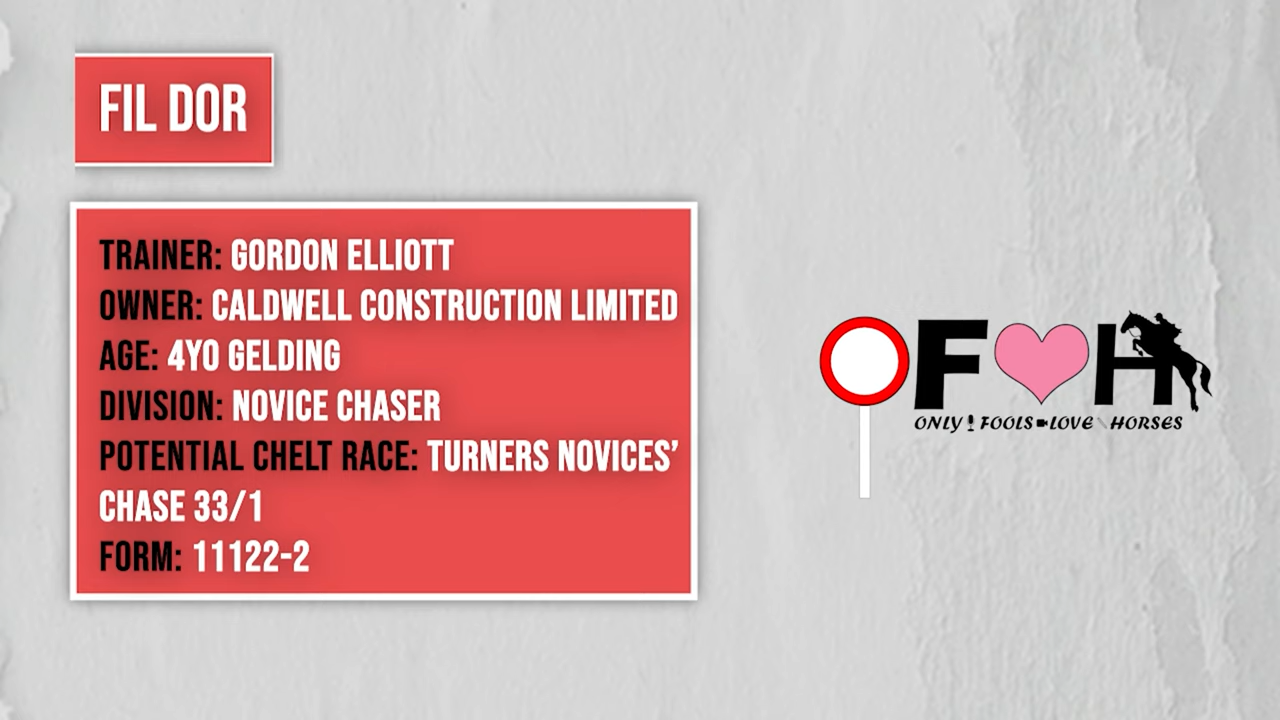 FIL DOR
TRAINER: GORDON ELLIOTT
OWNER: CALDWELL CONSTRUCTION LIMITED
AGE: 4YO GELDING
DIVISION: NOVICE CHASER
POTENTIAL CHELT RACE: TURNERS NOVICES'
CHASE 33/1
FORM: 11122-2
OF H
ONLY FOOLS LOVE HORSES